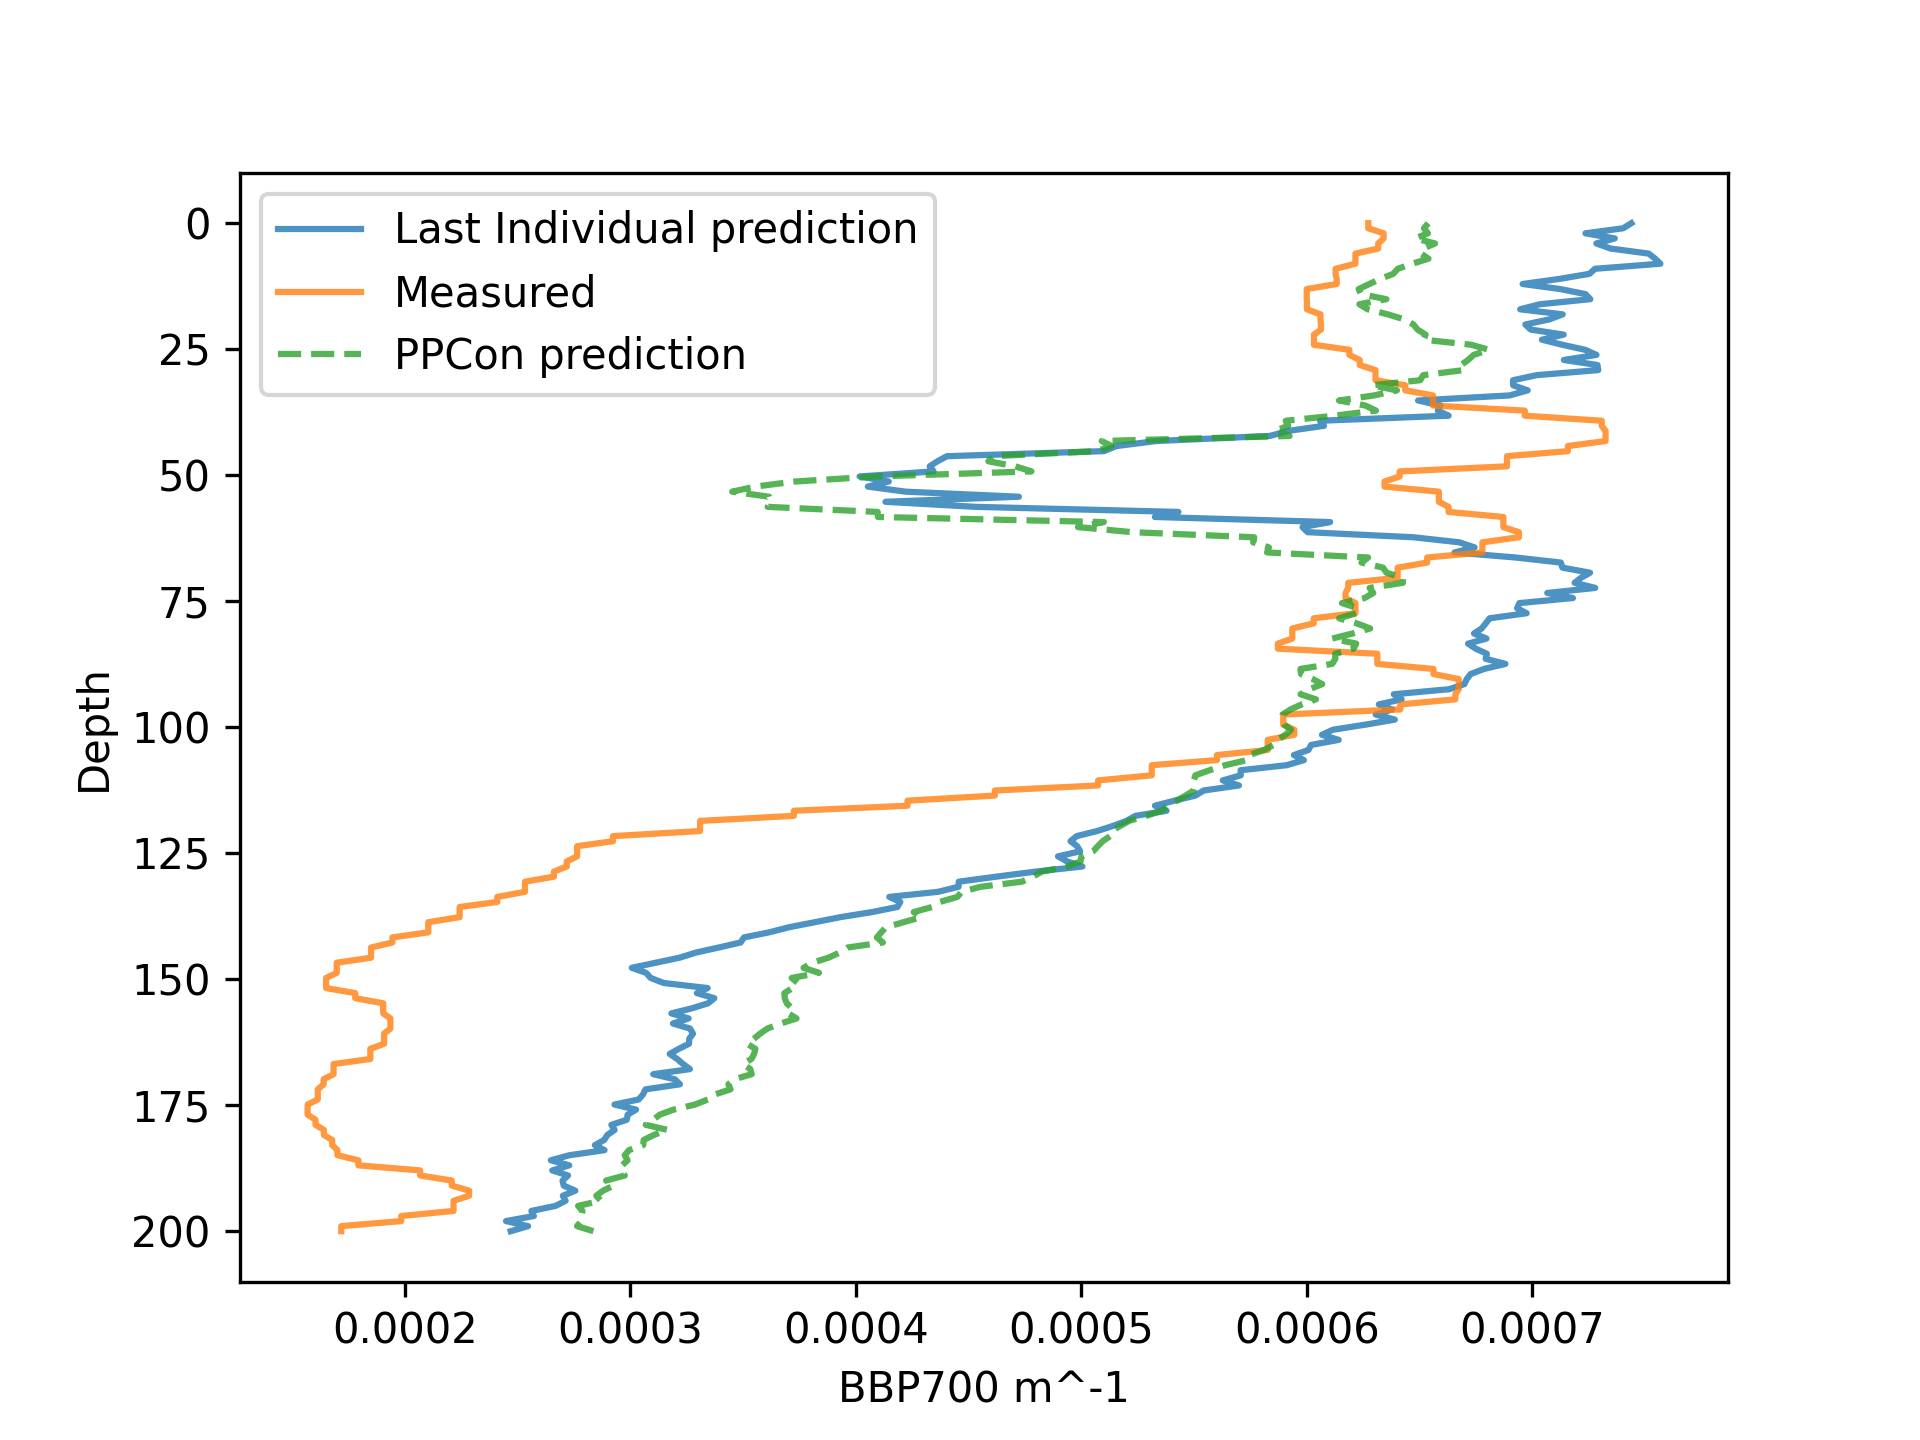 Last Individual prediction
Measured
PPCon prediction
0
25
50
75
100
125
150
175
200
Depth
0.0002 0.0003 0.0004 0.0005 0.0006 0.0007
BBP700 m^-1